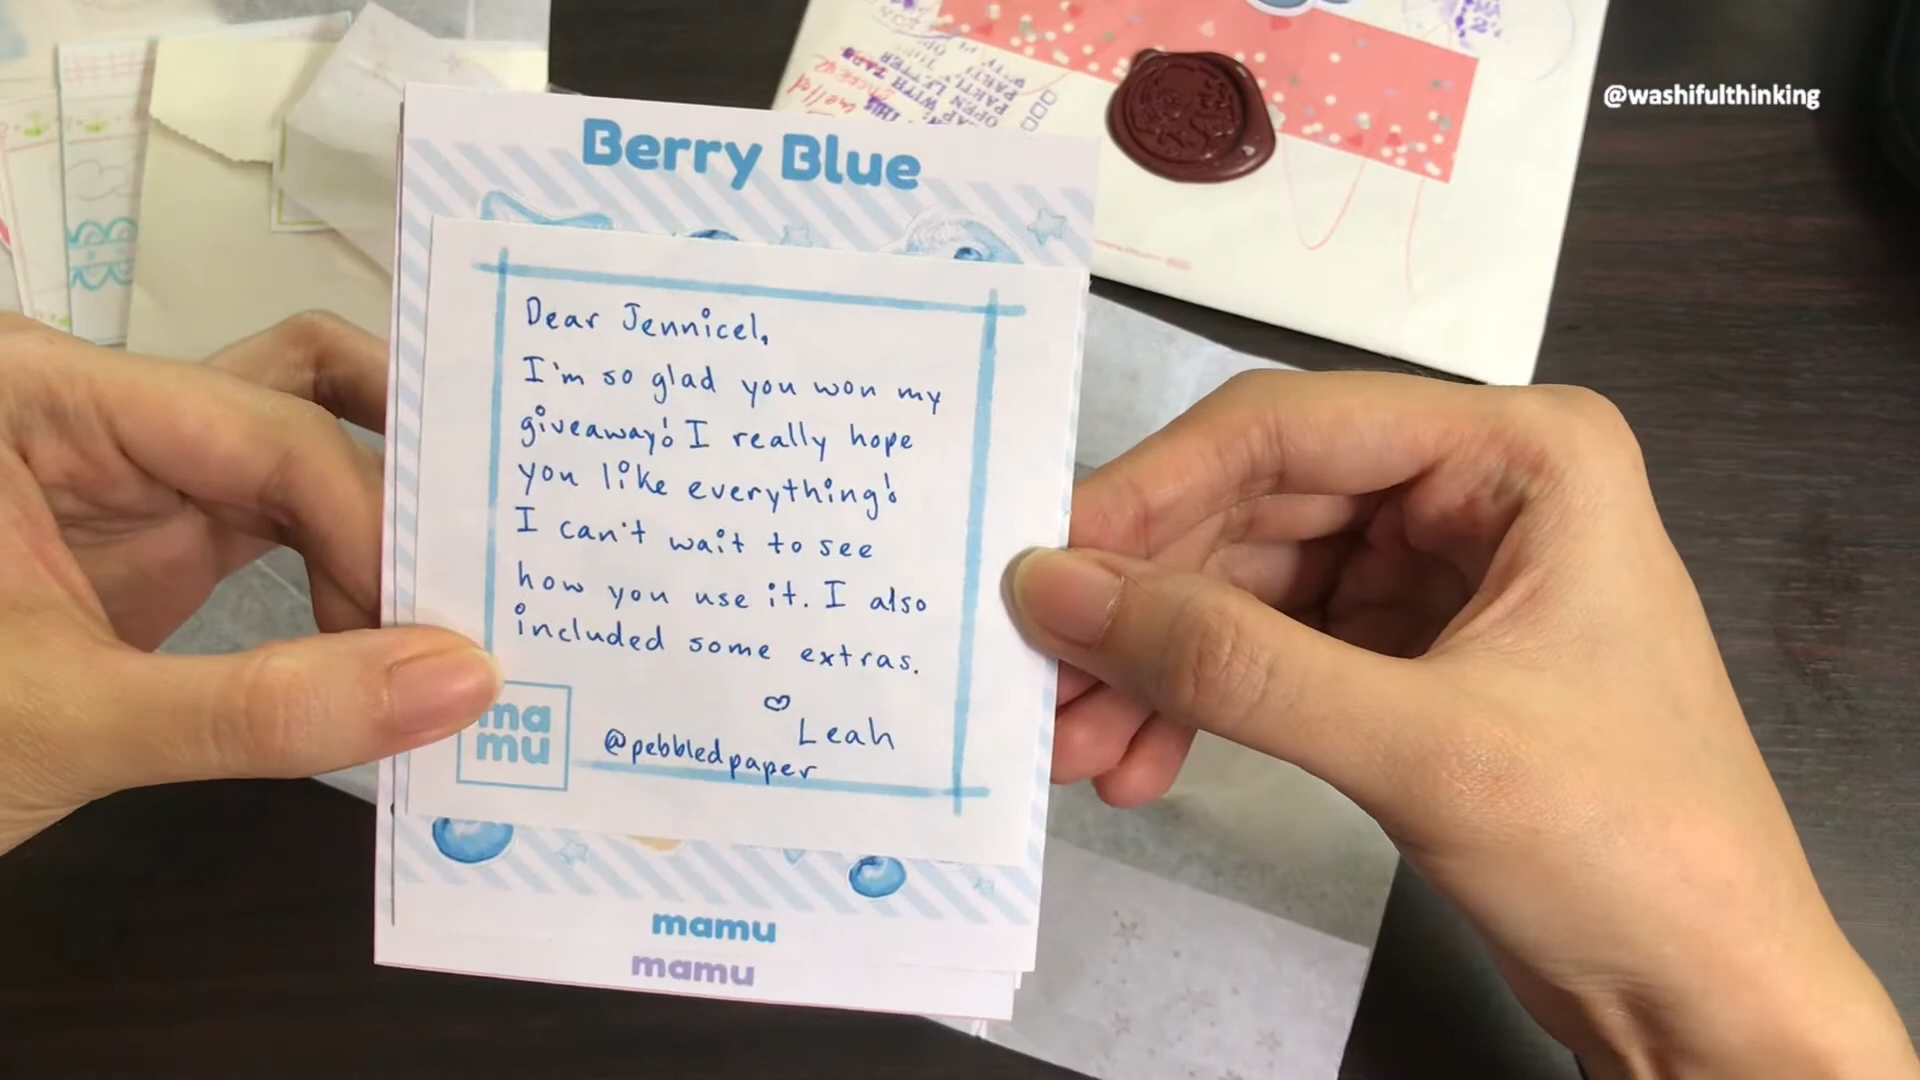 @washifulthinking
Berry Blue
Dear Jennicel,
I'm so glad you won my
giveaway! I really hope
you like everything!
I can't wait to see
how you use it. I also
included some extras.
♡ Leah
@pebbledpaper
ma
mu
mamu
mamu